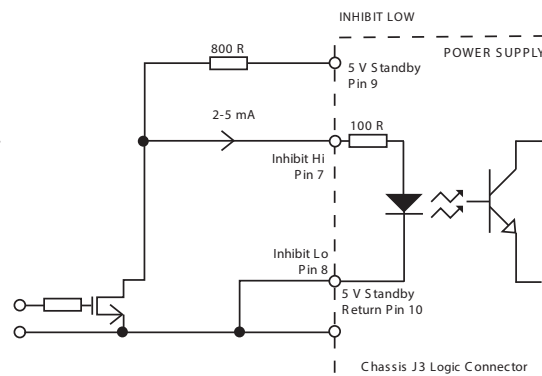 INHIBIT LOW
POWER SUPPLY
800 R
5 V Standby
Pin 9
2-5 mA
100 R
Inhibit Hi
Pin 7
Inhibit Lo
Pin 8
5 V Standby
Return Pin 10
Chassis J3 Logic Connector